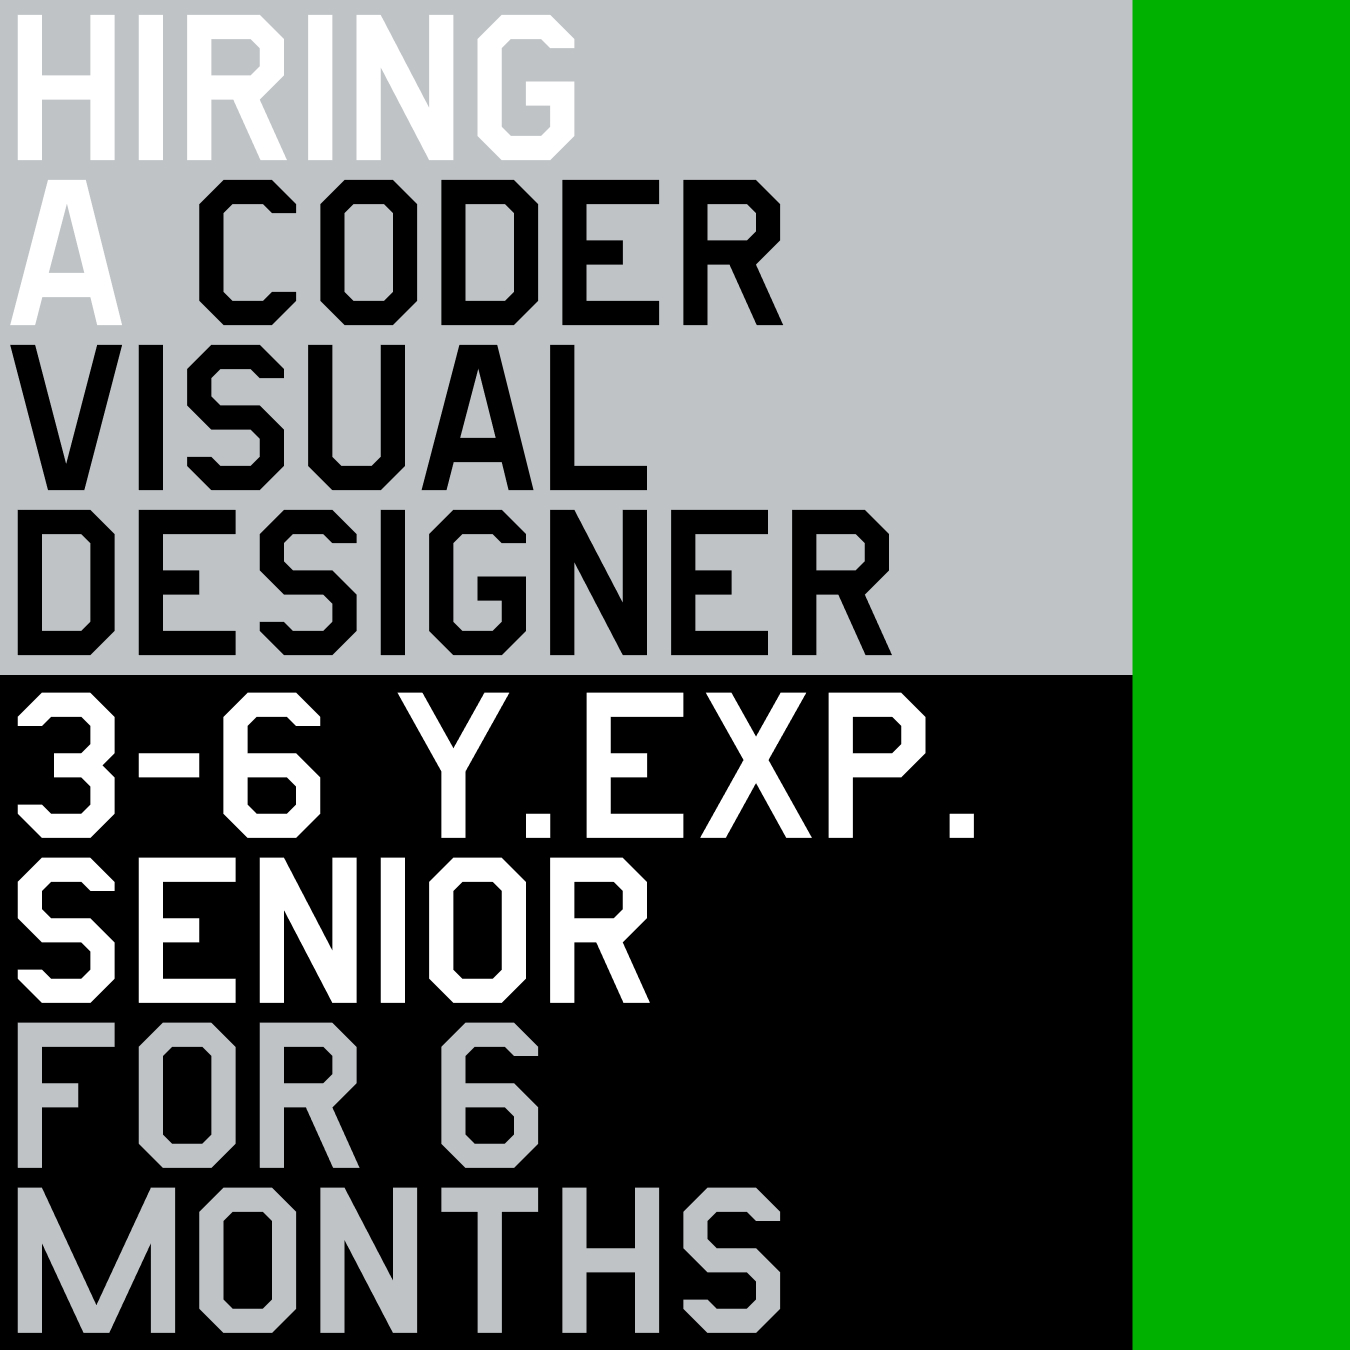 HIRING
A CODER
VISUAL
DESIGNER
3-6 Y.EXP.
SENIOR
FOR 6
MONTHS